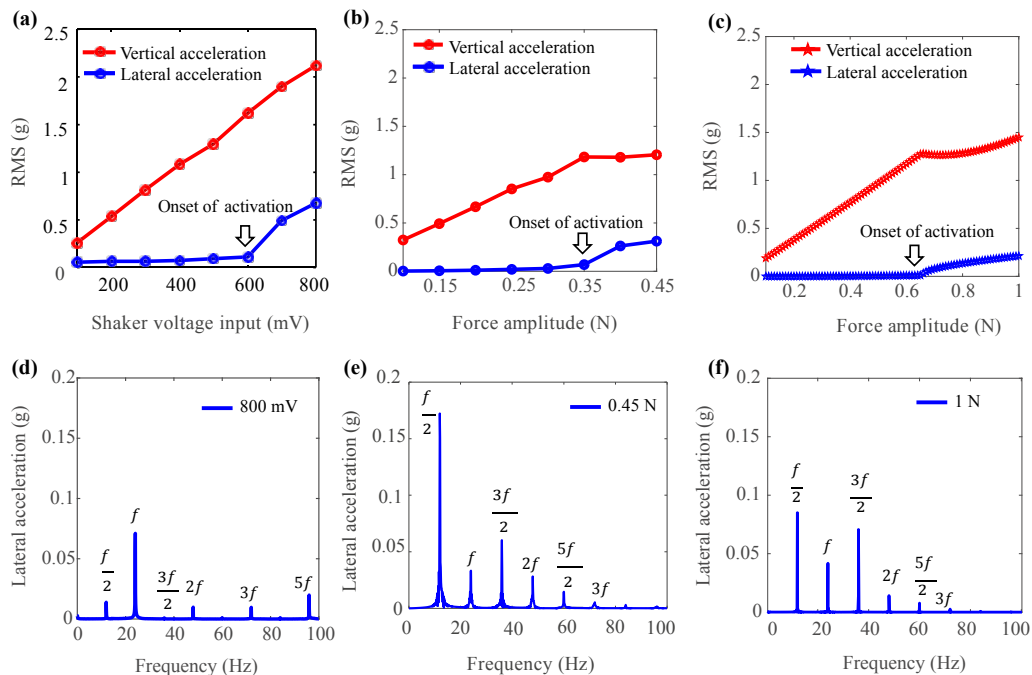 (a)
2.5
2
1.5
1
0.5
0
RMS (g)
Vertical acceleration
Lateral acceleration
Onset of activation
200 400 600 800
Shaker voltage input (mV)
(b)
2.5
2
1.5
1
0.5
0
RMS (g)
Vertical acceleration
Lateral acceleration
Onset of activation
0.15 0.25 0.35 0.45
Force amplitude (N)
(c)
2.5
2
1.5
1
0.5
0
RMS (g)
Vertical acceleration
Lateral acceleration
Onset of activation
0.2 0.4 0.6 0.8 1
Force amplitude (N)
(d)
0.2
0.15
0.1
0.05
0
Lateral acceleration (g)
800 mV
f/2 f 3f/2 2f 3f 5f
0 20 40 60 80 100
Frequency (Hz)
(e)
0.2
0.15
0.1
0.05
0
Lateral acceleration (g)
0.45 N
f/2 f 3f/2 2f 5f/2 3f
0 20 40 60 80 100
Frequency (Hz)
(f)
0.2
0.15
0.1
0.05
0
Lateral acceleration (g)
1 N
f/2 f 3f/2 2f 5f/2 3f
0 20 40 60 80 100
Frequency (Hz)